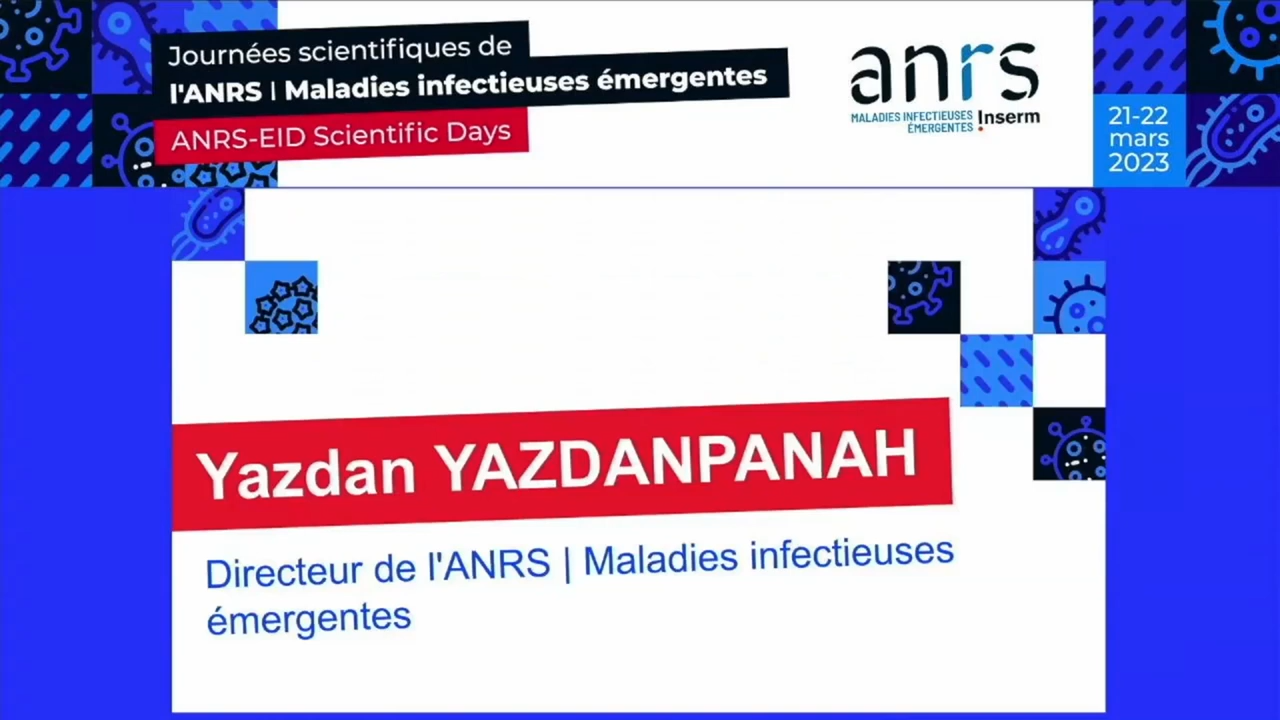 Journées scientifiques de
l'ANRS | Maladies infectieuses émergentes
ANRS-EID Scientific Days
anrs
MALADIES INFECTIEUSES
ÉMERGENTES Inserm
21-22
mars
2023
Yazdan YAZDANPANAH
Directeur de l'ANRS | Maladies infectieuses
émergentes